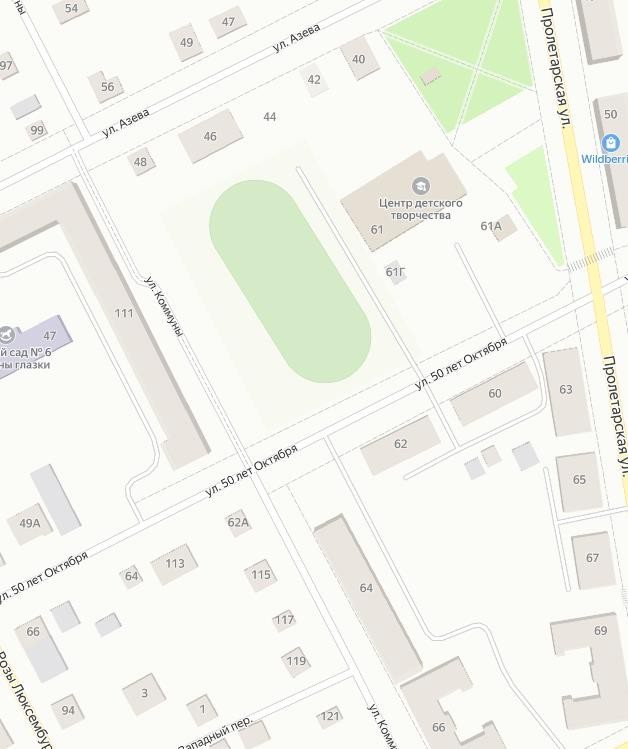 ны
54
47
49
ул. Азева
40
42
97
56
Пролетарская ул.
50
44
ул. Азева
99
46
Wildberri
48
Центр детского
творчества
61
61А
61Г
ул. Коммуны
111
47
й сад № 6
ны глазки
ул. 50 лет Октября
60
63
Пролетарская ул.
62
ул. 50 лет Октября
65
49А
62А
67
ул. 50 лет Октября
64
113
115
64
117
66
69
119
Розы Люксембур
3
94
1
121
66
ул. Комм
Западный пер.